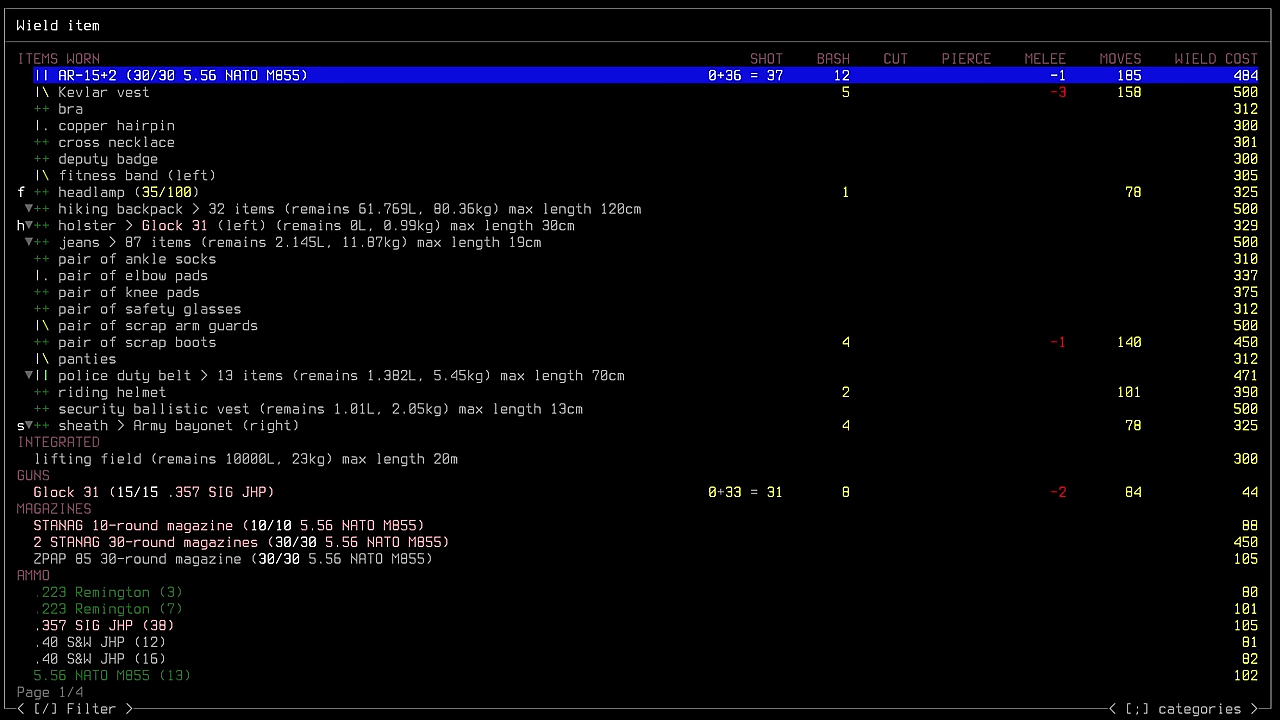 Wield item
ITEMS WORN SHOT BASH CUT PIERCE MELEE MOVES WIELD COST
|| AR-15+2 (30/30 5.56 NATO M855) 0+36 = 37 12 -1 185 484
|\ Kevlar vest 5 -3 158 500
++ bra 312
|. copper hairpin 300
++ cross necklace 301
++ deputy badge 300
|\ fitness band (left) 305
f ++ headlamp (35/100) 1 78 325
▼++ hiking backpack > 32 items (remains 61.769L, 80.36kg) max length 120cm 500
h▼++ holster > Glock 31 (left) (remains 0L, 0.99kg) max length 30cm 329
▼++ jeans > 87 items (remains 2.145L, 11.87kg) max length 19cm 500
++ pair of ankle socks 310
|. pair of elbow pads 337
++ pair of knee pads 375
++ pair of safety glasses 312
|\ pair of scrap arm guards 500
++ pair of scrap boots 4 -1 140 450
|\ panties 312
▼|| police duty belt > 13 items (remains 1.382L, 5.45kg) max length 70cm 471
++ riding helmet 2 101 390
++ security ballistic vest (remains 1.01L, 2.05kg) max length 13cm 500
s▼++ sheath > Army bayonet (right) 4 78 325
INTEGRATED
lifting field (remains 10000L, 23kg) max length 20m 300
GUNS
Glock 31 (15/15 .357 SIG JHP) 0+33 = 31 8 -2 84 44
MAGAZINES
STANAG 10-round magazine (10/10 5.56 NATO M855) 88
2 STANAG 30-round magazines (30/30 5.56 NATO M855) 450
ZPAP 85 30-round magazine (30/30 5.56 NATO M855) 105
AMMO
.223 Remington (3) 80
.223 Remington (7) 101
.357 SIG JHP (38) 105
.40 S&W JHP (12) 81
.40 S&W JHP (16) 82
5.56 NATO M855 (13) 102
Page 1/4
< [/] Filter > < [;] categories >